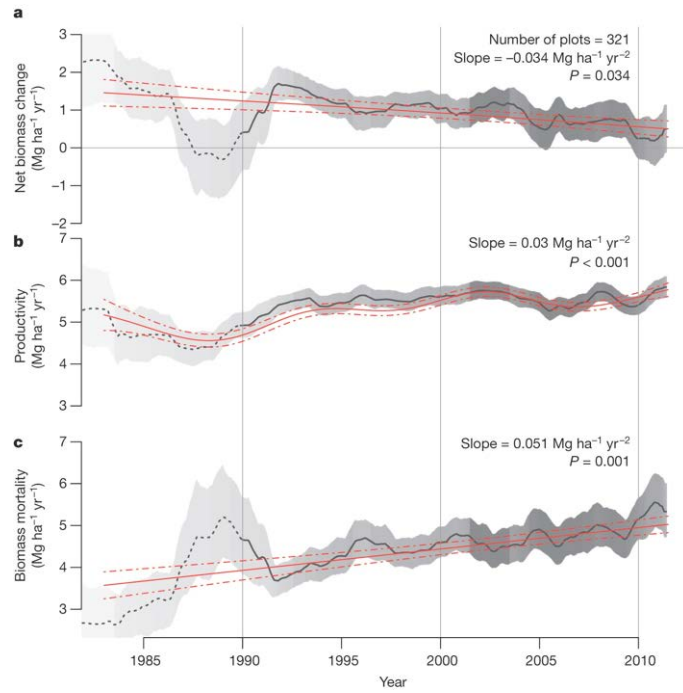 a
Number of plots = 321
Slope = −0.034 Mg ha⁻¹ yr⁻²
P = 0.034
Net biomass change
(Mg ha⁻¹ yr⁻¹)
3
2
1
0
−1
−2
b
Slope = 0.03 Mg ha⁻¹ yr⁻²
P < 0.001
Productivity
(Mg ha⁻¹ yr⁻¹)
7
6
5
4
3
c
Slope = 0.051 Mg ha⁻¹ yr⁻²
P = 0.001
Biomass mortality
(Mg ha⁻¹ yr⁻¹)
7
6
5
4
3
1985 1990 1995 2000 2005 2010
Year